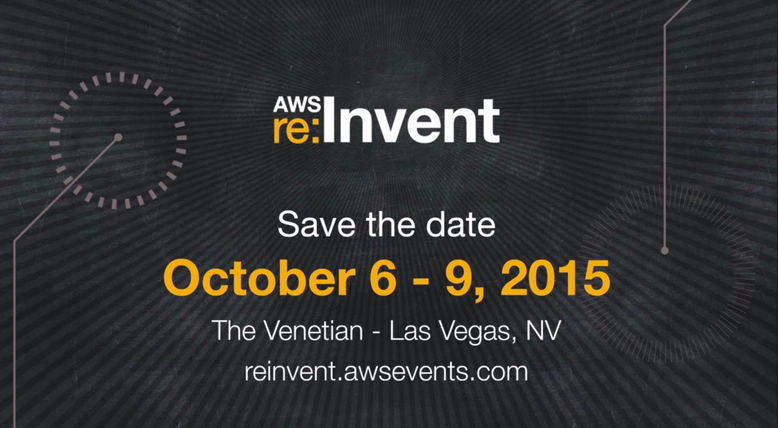 AWS
re:Invent
Save the date
October 6 - 9, 2015
The Venetian - Las Vegas, NV
reinvent.awsevents.com